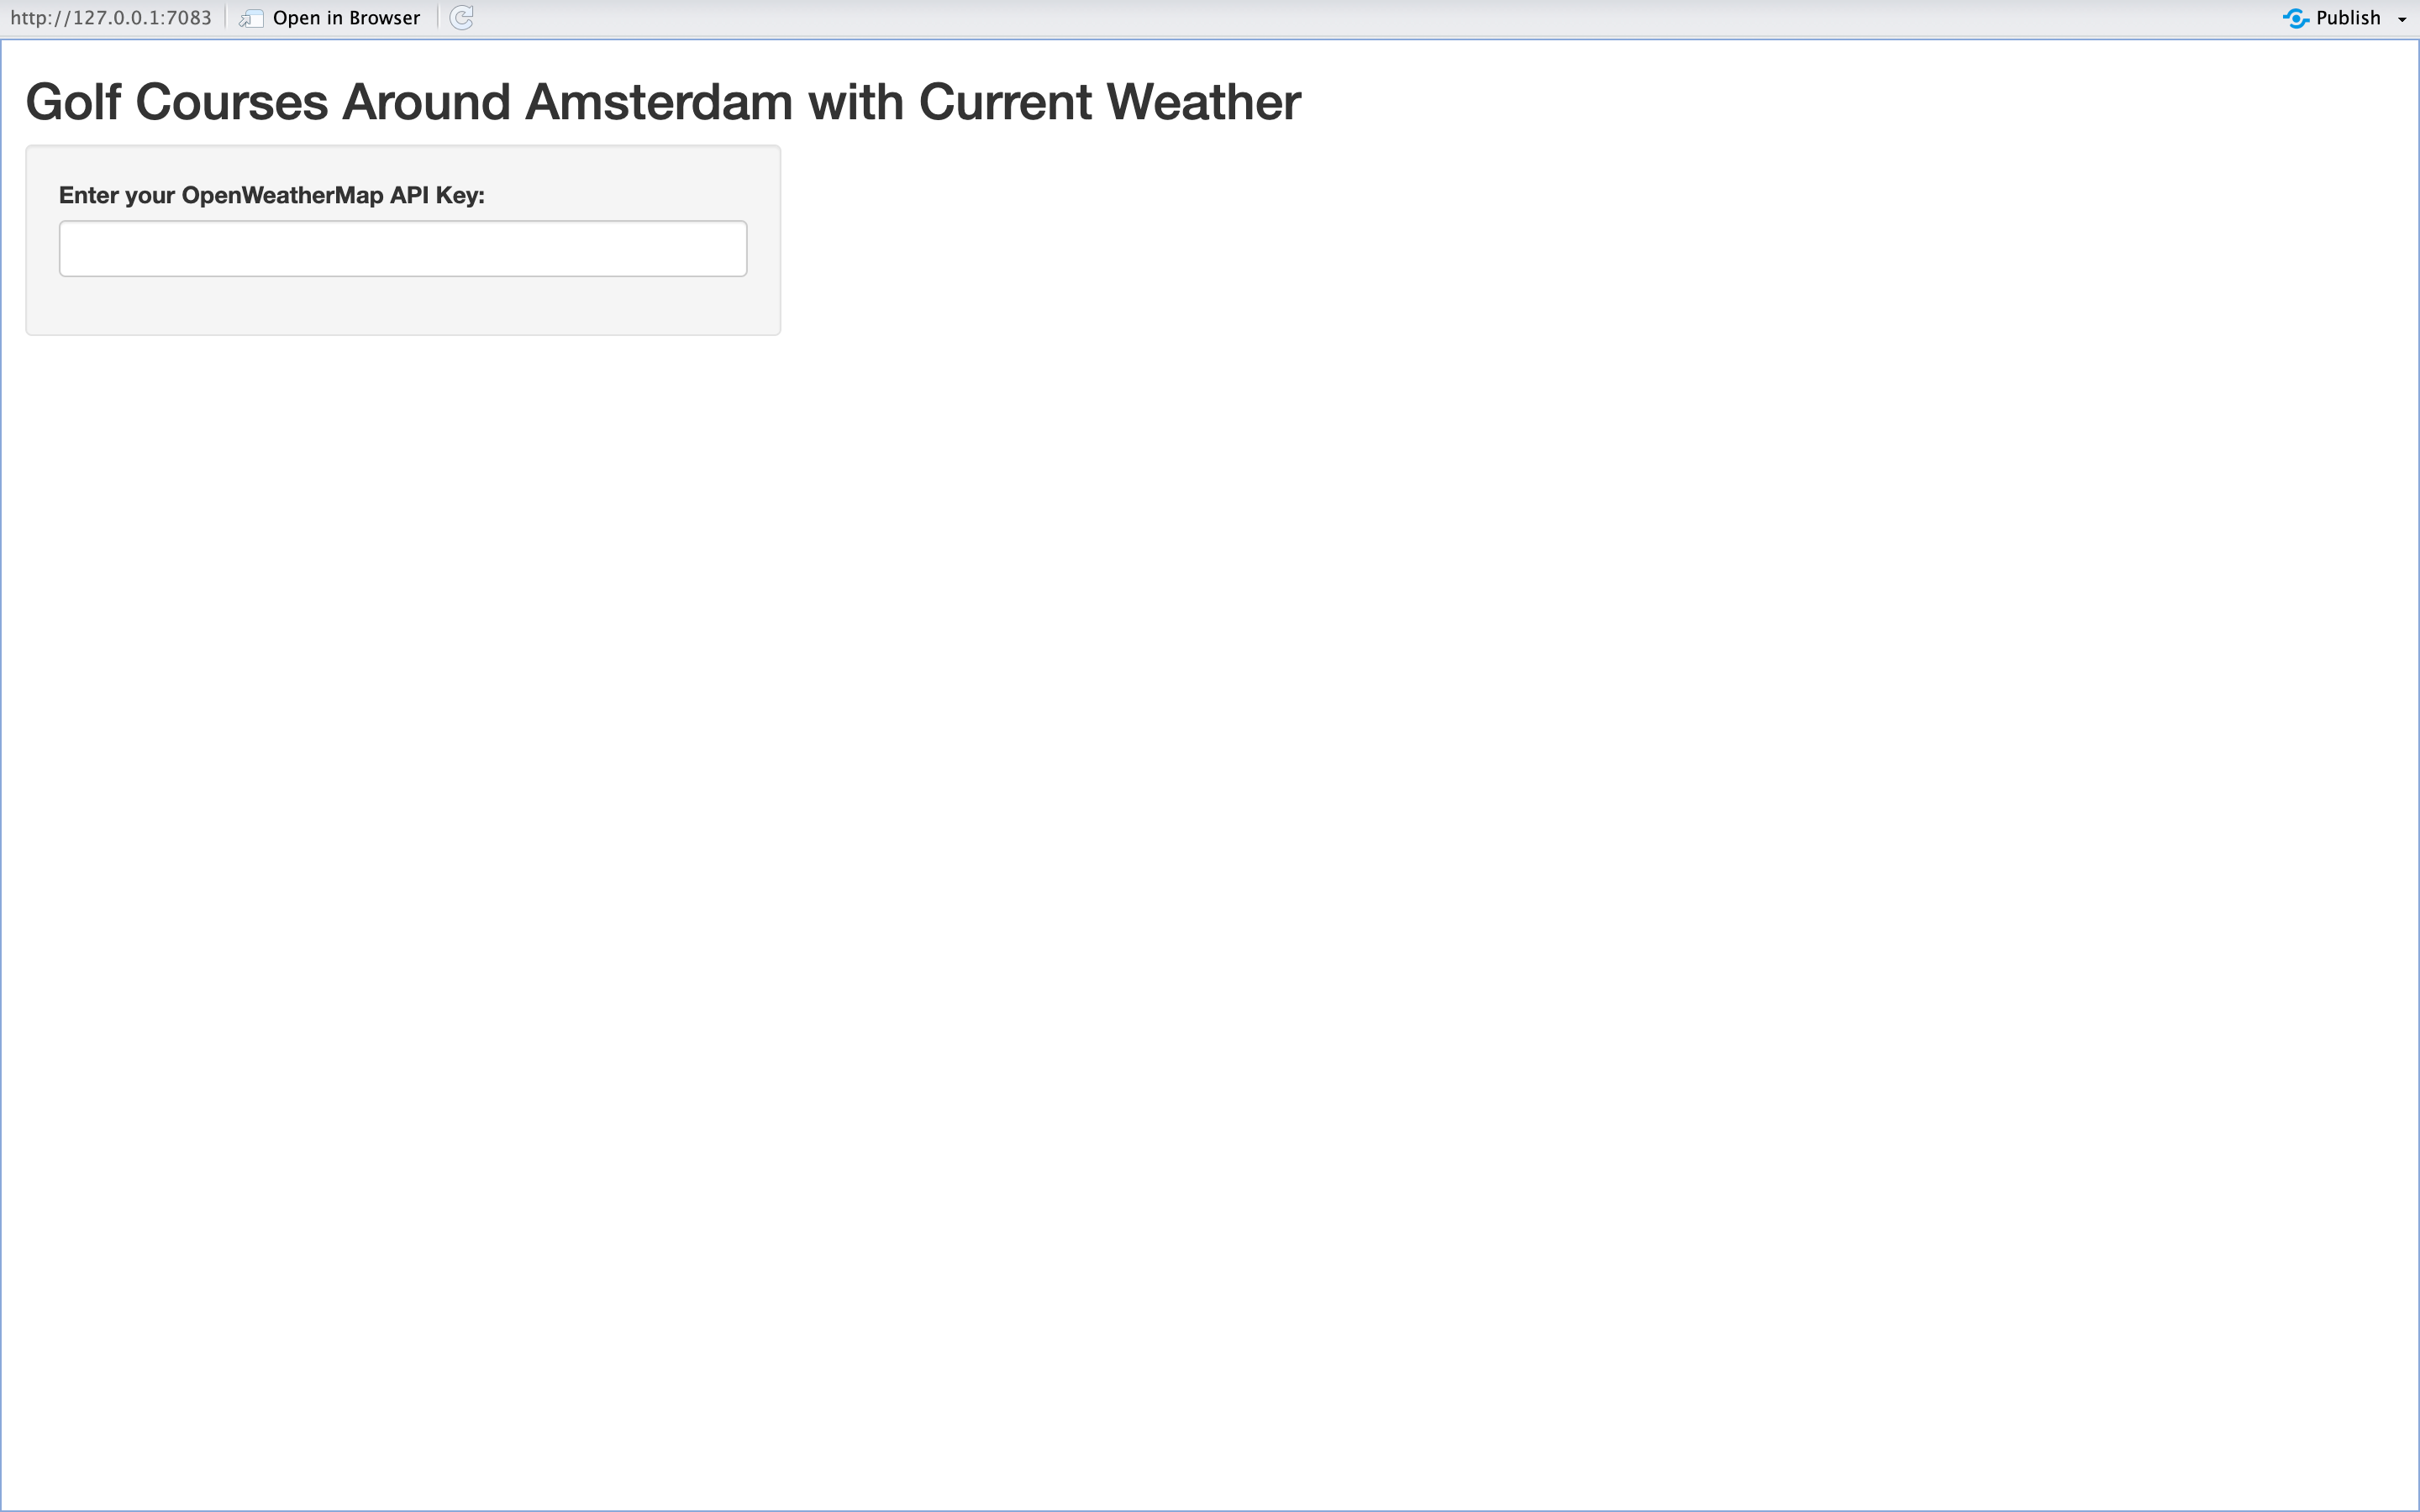 http://127.0.0.1:7083 Open in Browser Publish
Golf Courses Around Amsterdam with Current Weather
Enter your OpenWeatherMap API Key: